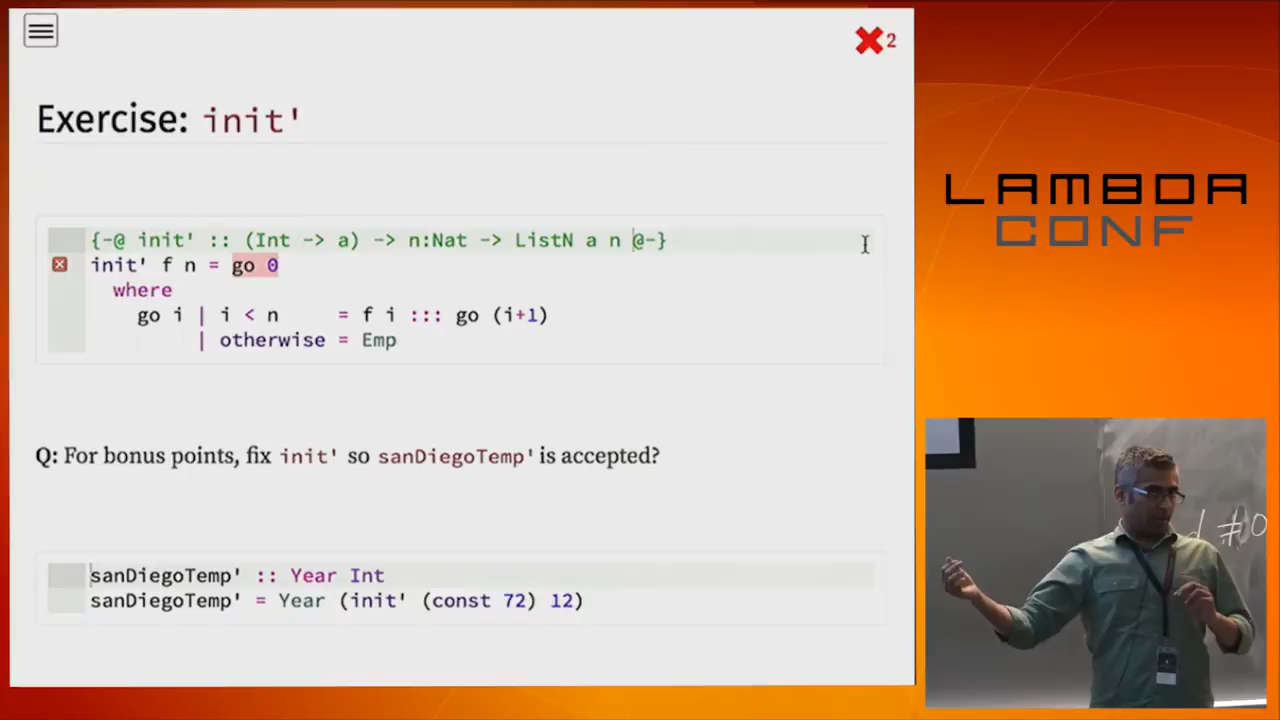 2
Exercise: init'
{-@ init' :: (Int -> a) -> n:Nat -> ListN a n @-}
init' f n = go 0
where
go i | i < n = f i ::: go (i+1)
| otherwise = Emp
Q: For bonus points, fix init' so sanDiegoTemp' is accepted?
sanDiegoTemp' :: Year Int
sanDiegoTemp' = Year (init' (const 72) 12)
LAMBDA
CONF